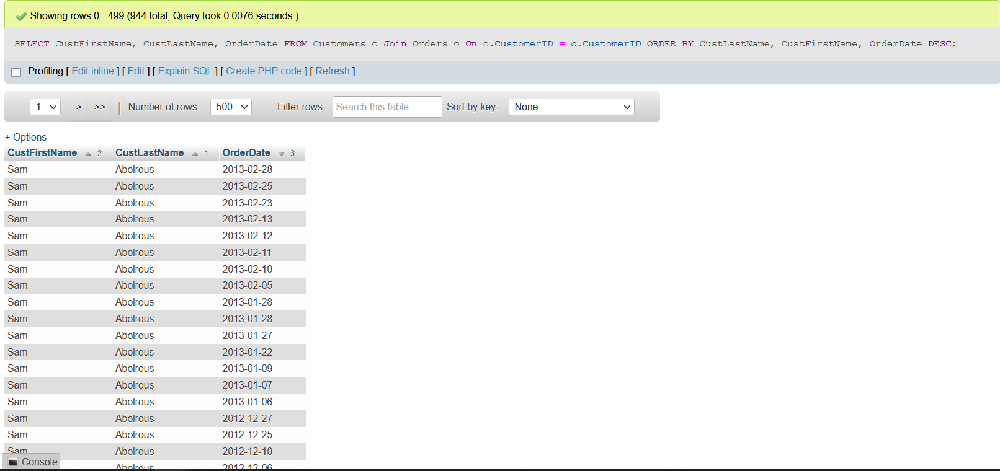 Showing rows 0 - 499 (944 total, Query took 0.0076 seconds.)
SELECT CustFirstName, CustLastName, OrderDate FROM Customers c Join Orders o On o.CustomerID = c.CustomerID ORDER BY CustLastName, CustFirstName, OrderDate DESC;
Profiling [ Edit inline ] [ Edit ] [ Explain SQL ] [ Create PHP code ] [ Refresh ]
1 > >> | Number of rows: 500 Filter rows: Search this table Sort by key: None
+ Options
CustFirstName 2 CustLastName 1 OrderDate 3
Sam Abolrous 2013-02-28
Sam Abolrous 2013-02-25
Sam Abolrous 2013-02-23
Sam Abolrous 2013-02-13
Sam Abolrous 2013-02-12
Sam Abolrous 2013-02-11
Sam Abolrous 2013-02-10
Sam Abolrous 2013-02-05
Sam Abolrous 2013-01-28
Sam Abolrous 2013-01-28
Sam Abolrous 2013-01-27
Sam Abolrous 2013-01-22
Sam Abolrous 2013-01-09
Sam Abolrous 2013-01-07
Sam Abolrous 2013-01-06
Sam Abolrous 2012-12-27
Sam Abolrous 2012-12-25
Sam Abolrous 2012-12-10
Console
Abolrous 2012-12-06